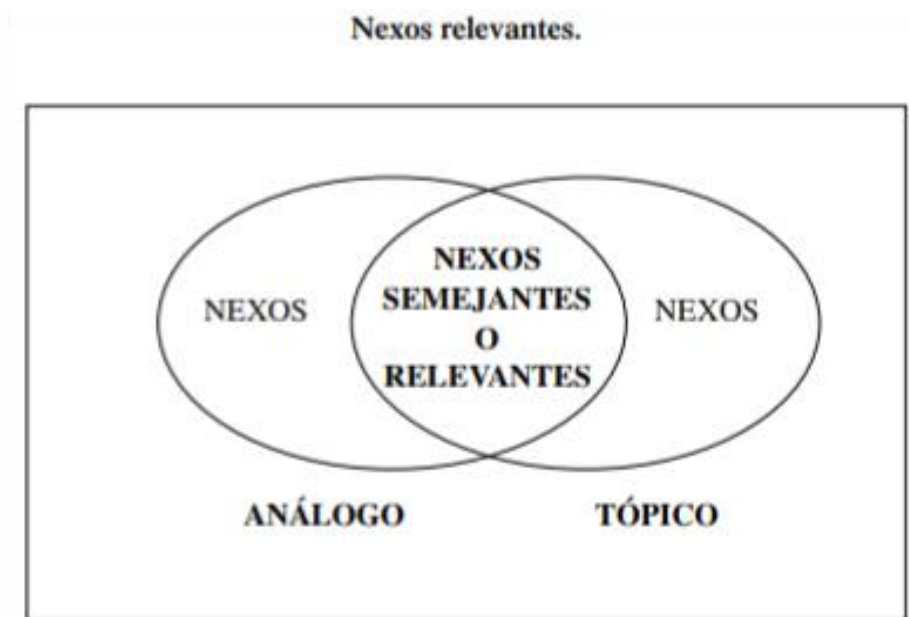 Nexos relevantes.
NEXOS
NEXOS
SEMEJANTES
O
RELEVANTES
NEXOS
ANÁLOGO
TÓPICO